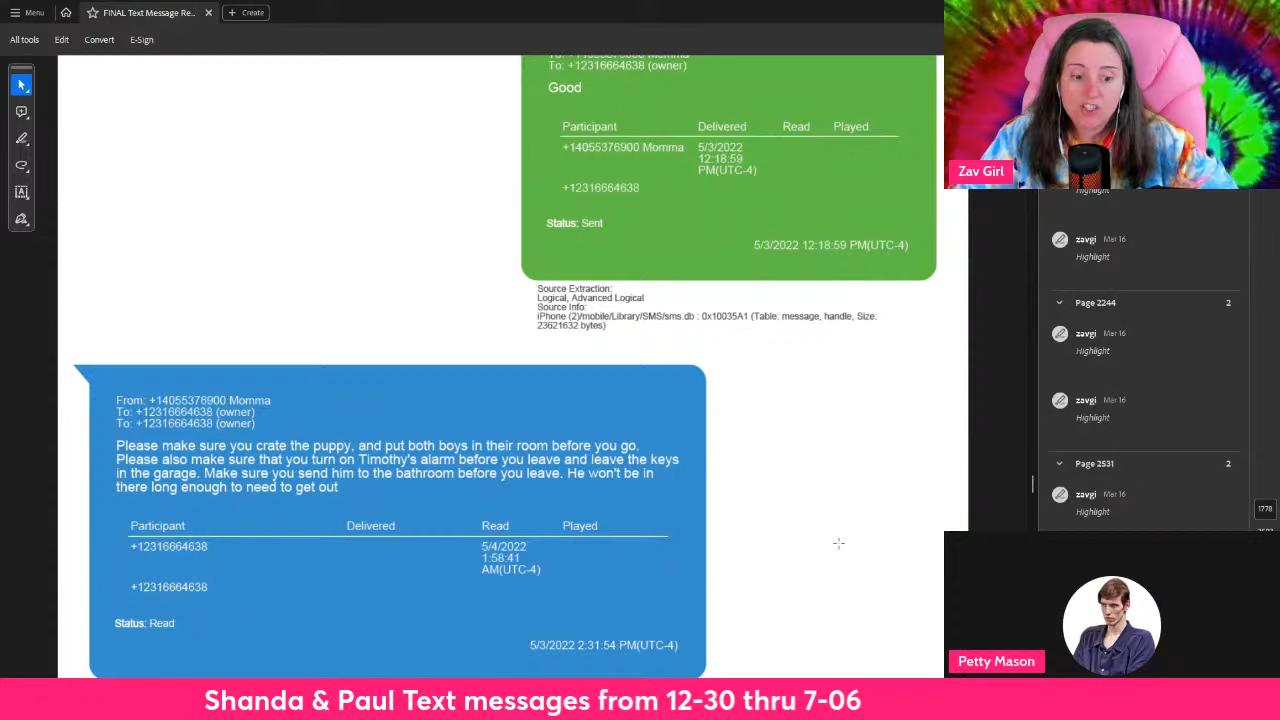 Menu
FINAL Text Message Re...
Create
All tools
Edit
Convert
E-Sign
To: +12316664638 (owner)
Good
Participant Delivered Read Played
+14055376900 Momma 5/3/2022
12:18:59
PM(UTC-4)
+12316664638
Status: Sent
5/3/2022 12:18:59 PM(UTC-4)
Source Extraction:
Logical, Advanced Logical
Source Info:
iPhone (2)/mobile/Library/SMS/sms.db : 0x10035A1 (Table: message, handle, Size:
23621632 bytes)
From: +14055376900 Momma
To: +12316664638 (owner)
To: +12316664638 (owner)
Please make sure you crate the puppy, and put both boys in their room before you go.
Please also make sure that you turn on Timothy's alarm before you leave and leave the keys
in the garage. Make sure you send him to the bathroom before you leave. He won't be in
there long enough to need to get out
Participant Delivered Read Played
+12316664638 5/4/2022
1:58:41
AM(UTC-4)
+12316664638
Status: Read
5/3/2022 2:31:54 PM(UTC-4)
Zav Girl
Highlight
zavgi Mar 16
Highlight
Page 2244 2
zavgi Mar 16
Highlight
zavgi Mar 16
Highlight
Page 2531 2
zavgi Mar 16
Highlight
1778
Petty Mason
Shanda & Paul Text messages from 12-30 thru 7-06